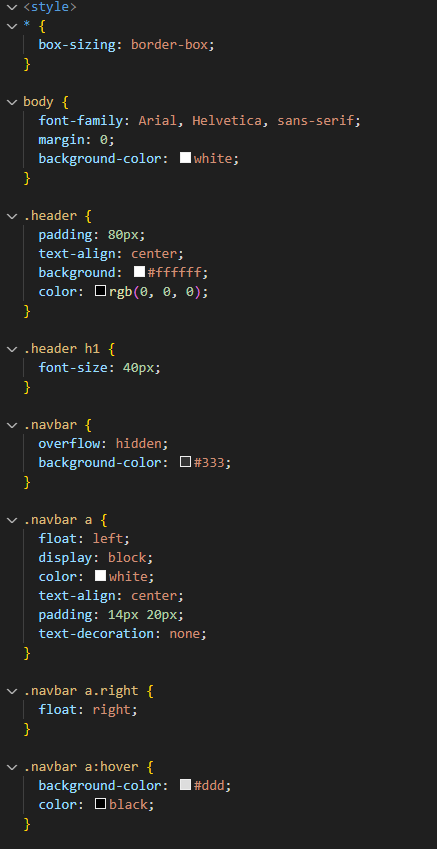 <style>
* {
box-sizing: border-box;
}
body {
font-family: Arial, Helvetica, sans-serif;
margin: 0;
background-color: white;
}
.header {
padding: 80px;
text-align: center;
background: #ffffff;
color: rgb(0, 0, 0);
}
.header h1 {
font-size: 40px;
}
.navbar {
overflow: hidden;
background-color: #333;
}
.navbar a {
float: left;
display: block;
color: white;
text-align: center;
padding: 14px 20px;
text-decoration: none;
}
.navbar a.right {
float: right;
}
.navbar a:hover {
background-color: #ddd;
color: black;
}